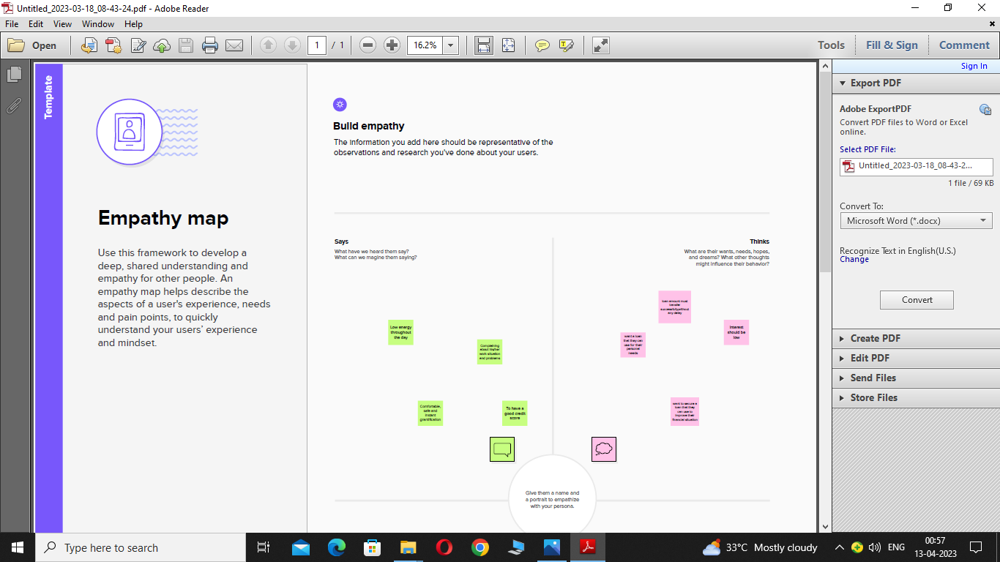 Untitled_2023-03-18_08-43-24.pdf - Adobe Reader
File Edit View Window Help
Open
1 / 1
16.2%
Tools Fill & Sign Comment
Template
Empathy map
Use this framework to develop a
deep, shared understanding and
empathy for other people. An
empathy map helps describe the
aspects of a user's experience, needs
and pain points, to quickly
understand your users' experience
and mindset.
Build empathy
The information you add here should be representative of the
observations and research you've done about your users.
Says
What have we heard them say?
What can we magine them saying?
Thinks
What are their wants, needs, hopes,
and dreams? What other thoughts
might influence their behavior?
Low energy
throughout
the day
Complaining
about his/her
work situation
and problems
Comfortable,
safe and
instant
grantification
To have a
good credit
score
loan amount must
transfer
successfully,without
any delay
want a loan
that they can
use for their
personal
needs
Interest
should be
low
want to secure a
loan that they
can use to
improve their
financial situation
Give them a name and
a portrait to empathize
with your persona.
Sign In
Export PDF
Adobe ExportPDF
Convert PDF files to Word or Excel
online.
Select PDF File:
Untitled_2023-03-18_08-43-2...
1 file / 69 KB
Convert To:
Microsoft Word (*.docx)
Recognize Text in English(U.S.)
Change
Convert
Create PDF
Edit PDF
Send Files
Store Files
Type here to search
33°C Mostly cloudy
ENG
00:57
13-04-2023